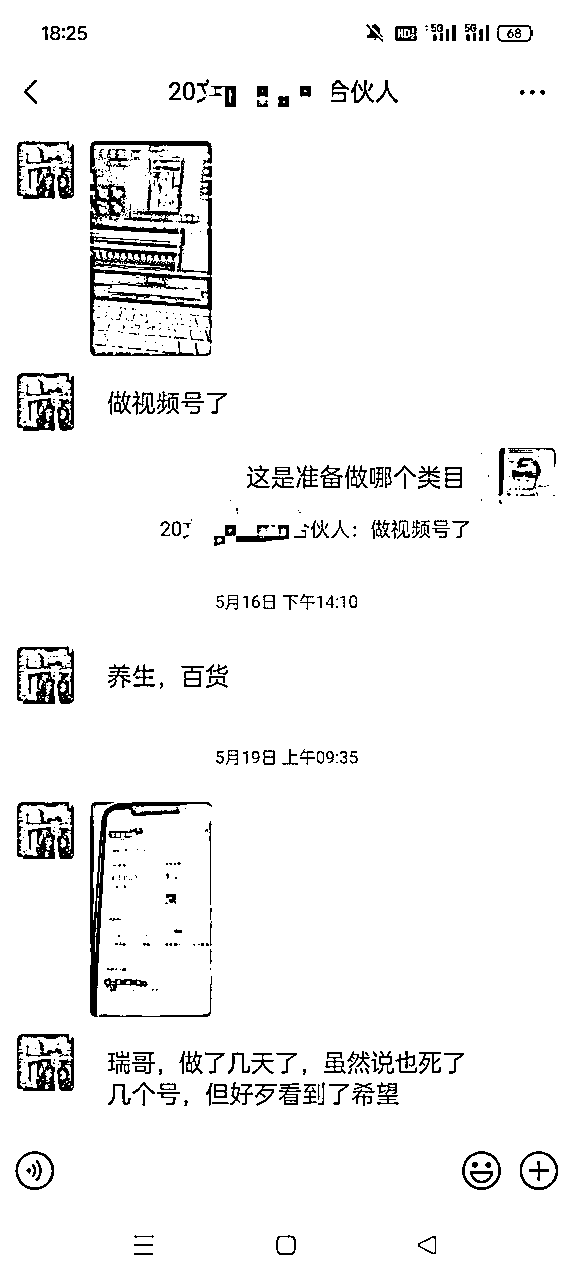 18:25
HD 5G 5G 68
合伙人
做视频号了
这是准备做哪个类目
伙人：做视频号了
5月16日 下午14:10
养生，百货
5月19日 上午09:35
瑞哥，做了几天了，虽然说也死了
几个号，但好歹看到了希望